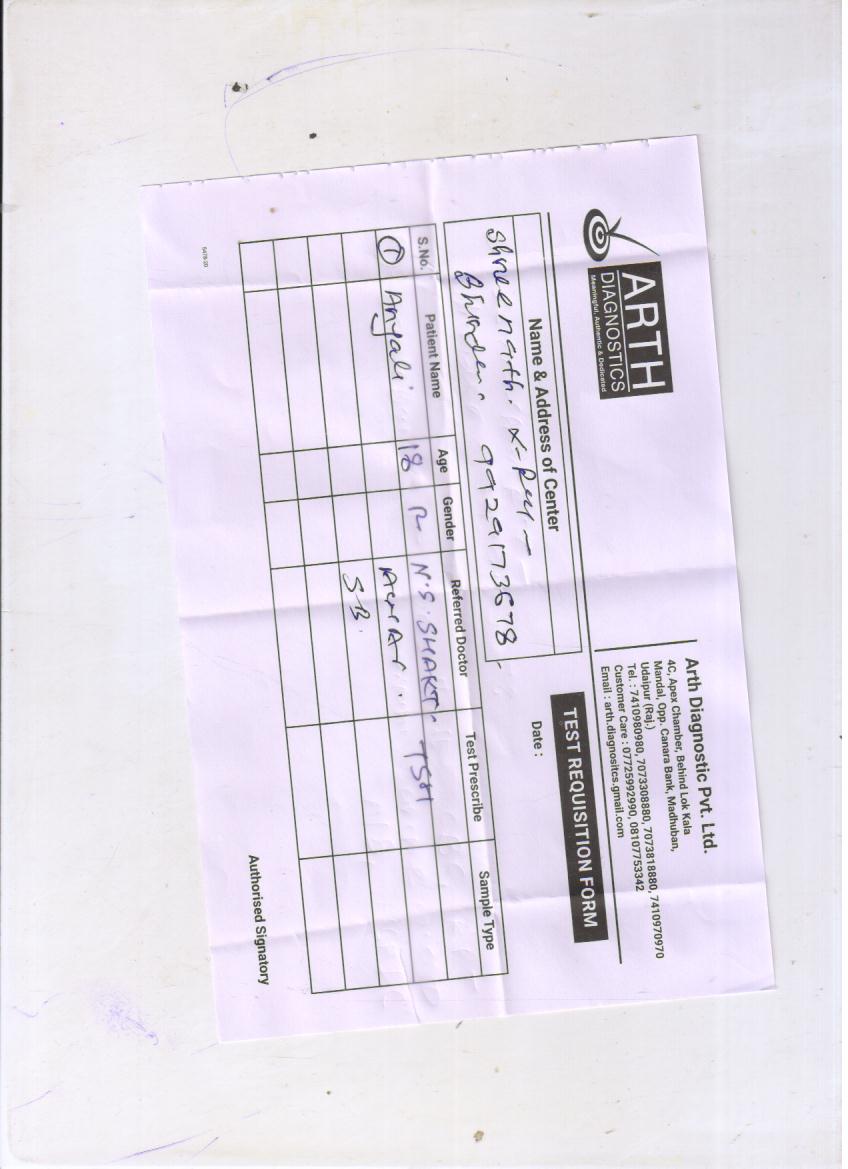 ARTH
DIAGNOSTICS
Meaningful, Authentic & Dedicated
Arth Diagnostic Pvt. Ltd.
4C, Apex Chamber, Behind Lok Kala
Mandal, Opp. Canara Bank, Madhuban,
Udaipur (Raj.)
Tel. : 7410980980, 7073308880, 7073818880, 7410970970
Customer Care : 07725992990, 08107753342
Email : arth.diagnositcs.gmail.com
Name & Address of Center
Shreenath. X-Ray -
9929173678
TEST REQUISITION FORM
Date :
S.No. Patient Name Age Gender Referred Doctor Test Prescribe Sample Type
1 Anjali 18 N.S. SHAKT TSH
S B.
Authorised Signatory